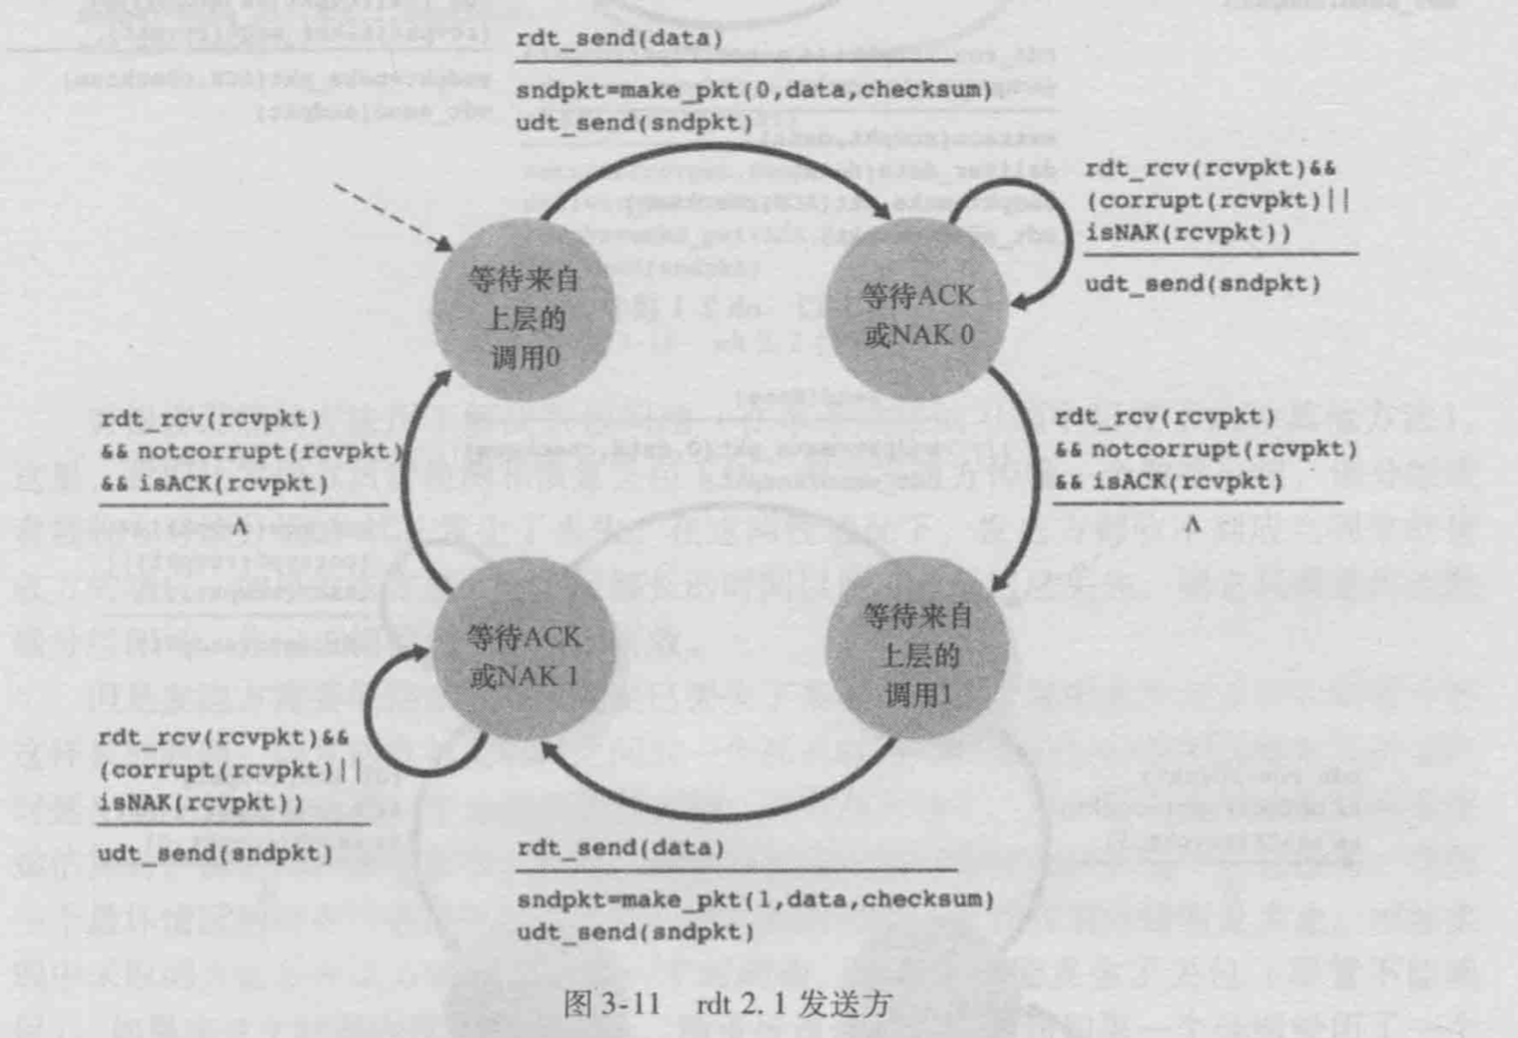 rdt_send(data)
sndpkt=make_pkt(0,data,checksum)
udt_send(sndpkt)
rdt_rcv(rcvpkt)&&
(corrupt(rcvpkt)||
isNAK(rcvpkt))
udt_send(sndpkt)
等待来自
上层的
调用0
等待ACK
或NAK 0
rdt_rcv(rcvpkt)
&& notcorrupt(rcvpkt)
&& isACK(rcvpkt)
Λ
rdt_rcv(rcvpkt)
&& notcorrupt(rcvpkt)
&& isACK(rcvpkt)
Λ
等待ACK
或NAK 1
等待来自
上层的
调用1
rdt_rcv(rcvpkt)&&
(corrupt(rcvpkt)||
isNAK(rcvpkt))
udt_send(sndpkt)
rdt_send(data)
sndpkt=make_pkt(1,data,checksum)
udt_send(sndpkt)
图 3-11 rdt 2. 1 发送方